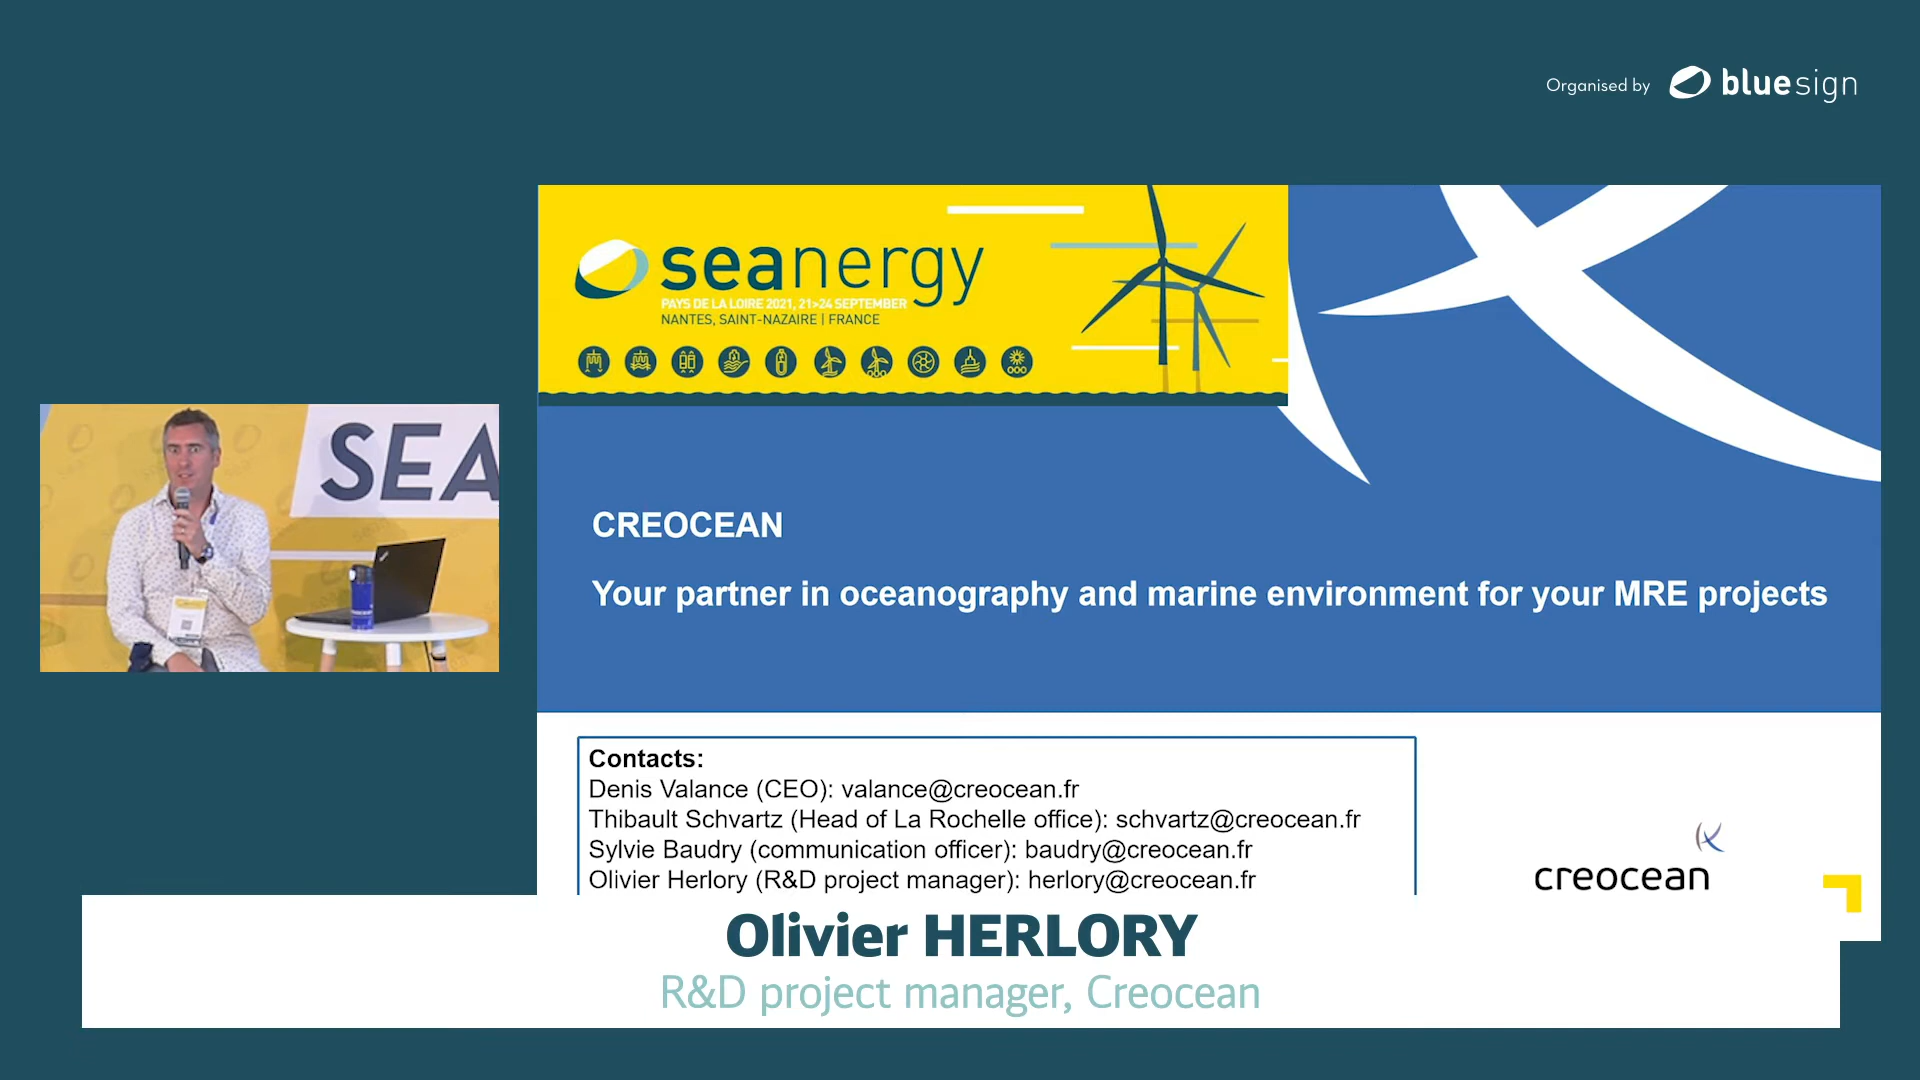 Organised by bluesign
seanergy
PAYS DE LA LOIRE 2021, 21>24 SEPTEMBER
NANTES, SAINT-NAZAIRE | FRANCE
SEA
CREOCEAN
Your partner in oceanography and marine environment for your MRE projects
Contacts:
Denis Valance (CEO): valance@creocean.fr
Thibault Schvartz (Head of La Rochelle office): schvartz@creocean.fr
Sylvie Baudry (communication officer): baudry@creocean.fr
Olivier Herlory (R&D project manager): herlory@creocean.fr
creocean
Olivier HERLORY
R&D project manager, Creocean